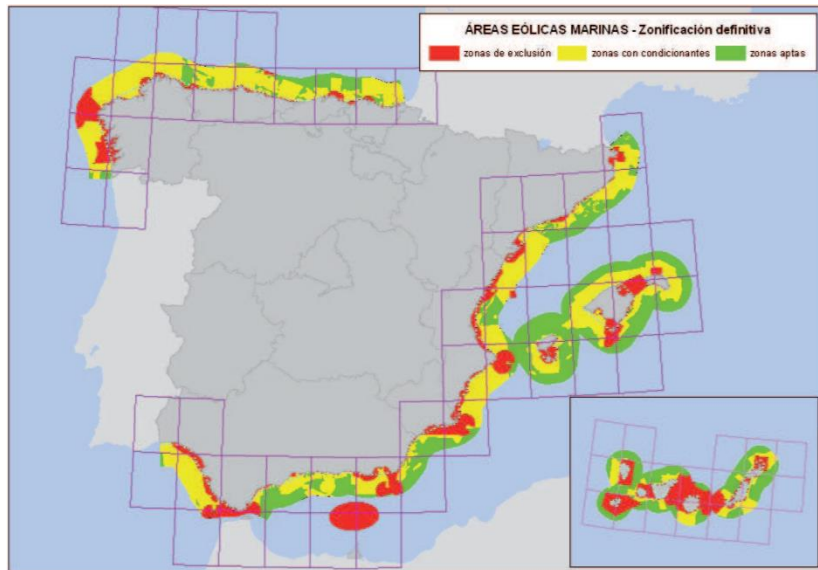 ÁREAS EÓLICAS MARINAS - Zonificación definitiva
zonas de exclusión zonas con condicionantes zonas aptas